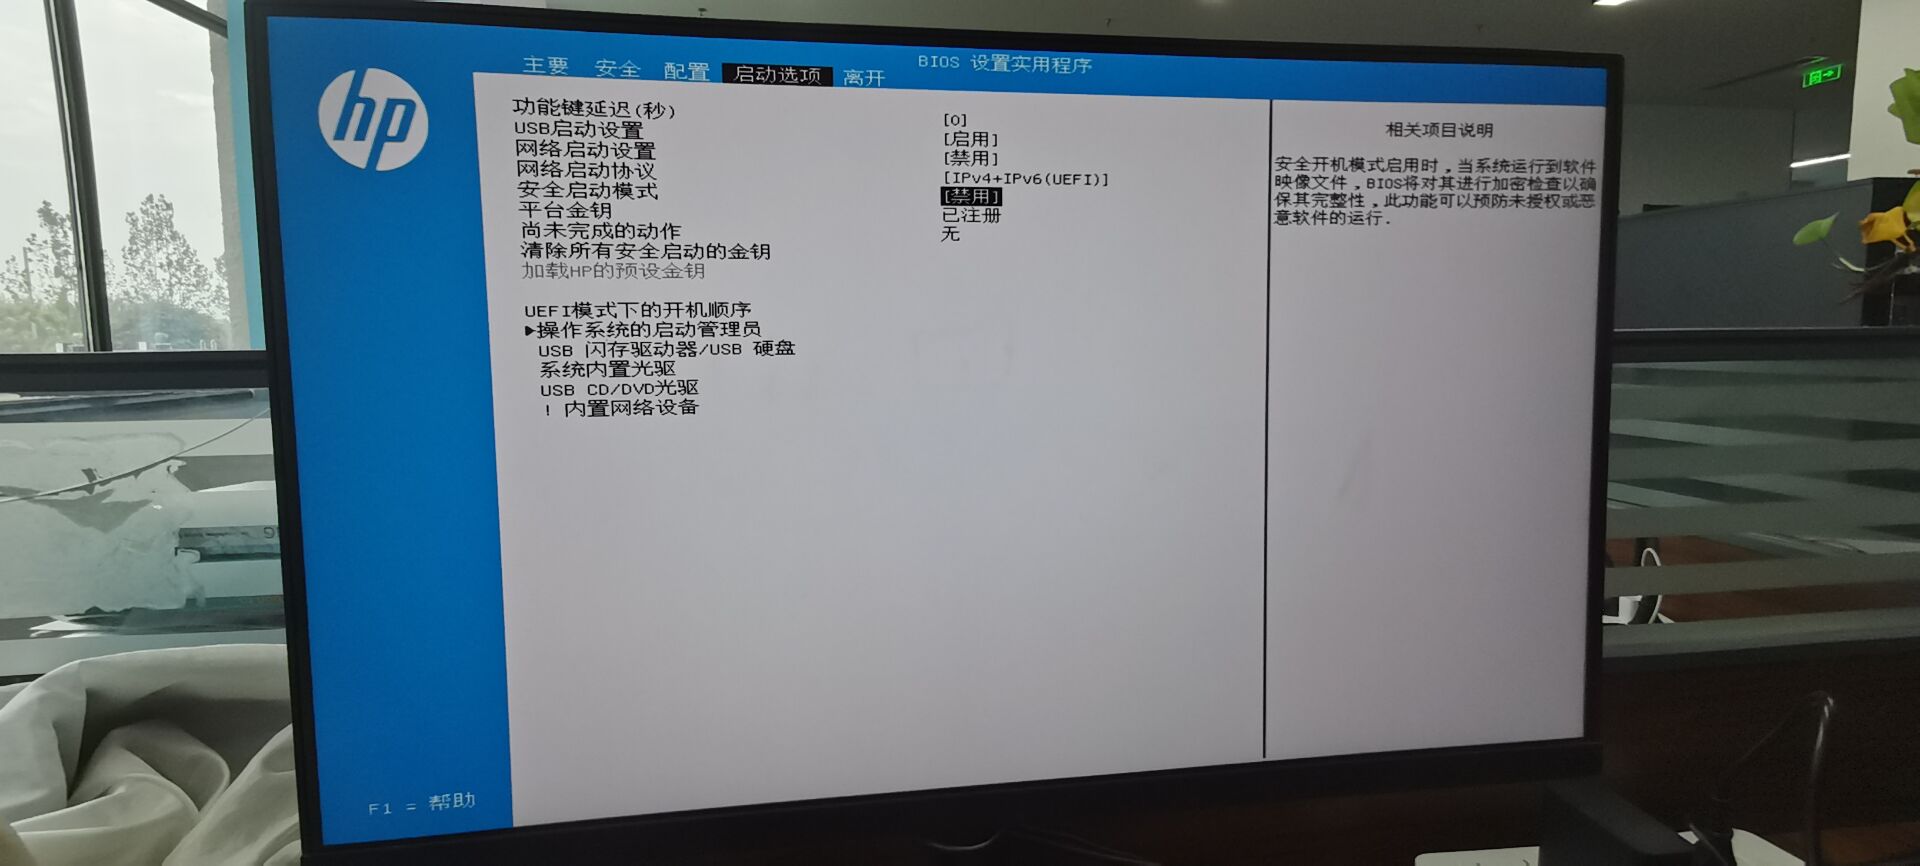 hp
BIOS 设置实用程序
主要 安全 配置 启动选项 离开
功能键延迟(秒) [0]
USB启动设置 [启用]
网络启动设置 [禁用]
网络启动协议 [IPv4+IPv6(UEFI)]
安全启动模式 [禁用]
平台金钥 已注册
尚未完成的动作 无
清除所有安全启动的金钥
加载HP的预设金钥
UEFI模式下的开机顺序
▶操作系统的启动管理员
USB 闪存驱动器/USB 硬盘
系统内置光驱
USB CD/DVD光驱
! 内置网络设备
相关项目说明
安全开机模式启用时,当系统运行到软件
映像文件,BIOS将对其进行加密检查以确
保其完整性,此功能可以预防未授权或恶
意软件的运行.
F1 = 帮助